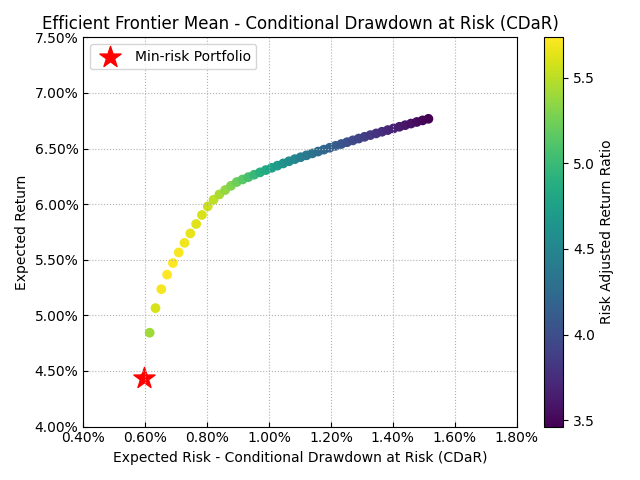 Efficient Frontier Mean - Conditional Drawdown at Risk (CDaR)
Min-risk Portfolio
Expected Return
7.50%
7.00%
6.50%
6.00%
5.50%
5.00%
4.50%
4.00%
0.40% 0.60% 0.80% 1.00% 1.20% 1.40% 1.60% 1.80%
Expected Risk - Conditional Drawdown at Risk (CDaR)
5.5
5.0
4.5
4.0
3.5
Risk Adjusted Return Ratio